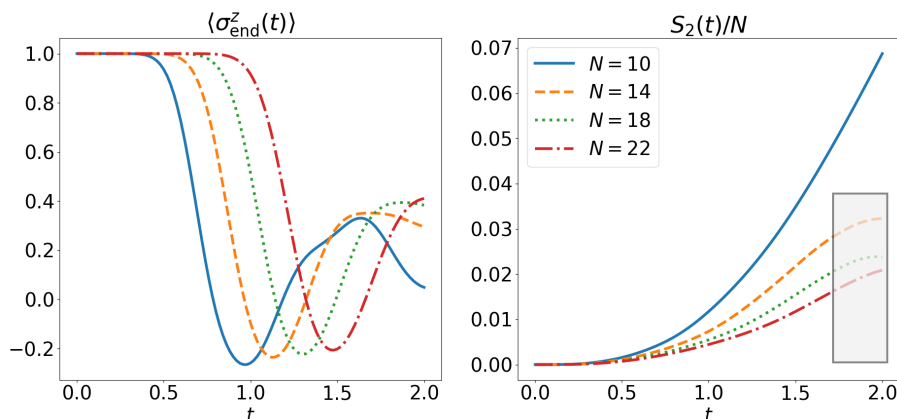 ⟨σ^z_end(t)⟩
1.0
0.8
0.6
0.4
0.2
0.0
−0.2
0.0 0.5 1.0 1.5 2.0
t
S_2(t)/N
0.07
0.06
0.05
0.04
0.03
0.02
0.01
0.00
0.0 0.5 1.0 1.5 2.0
t
N = 10
N = 14
N = 18
N = 22